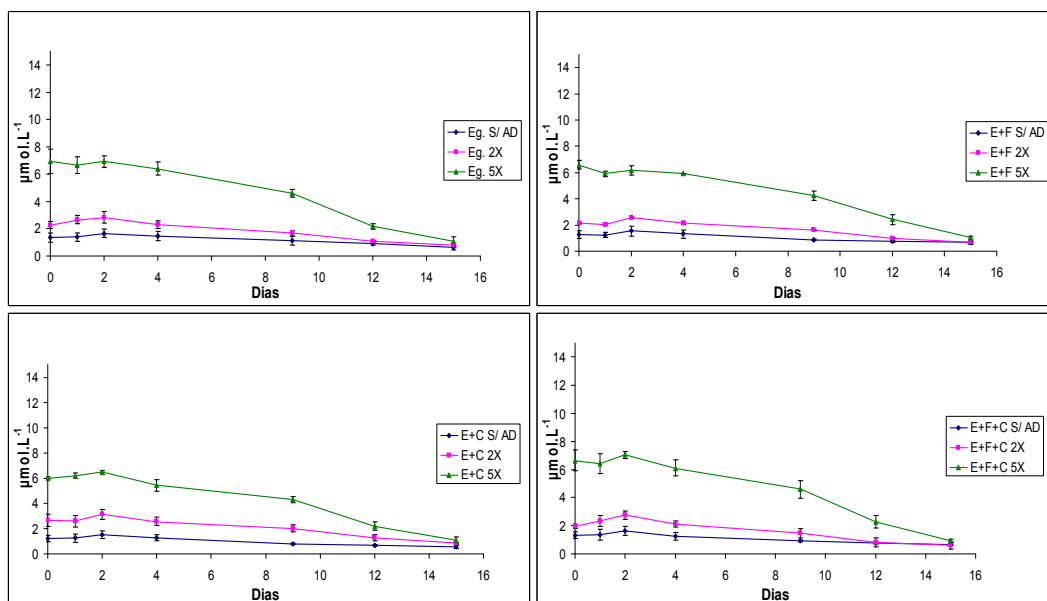 14
12
10
8
6
4
2
0
µmol.L⁻¹
0 2 4 6 8 10 12 14 16
Dias
Eg. S/ AD
Eg. 2X
Eg. 5X
14
12
10
8
6
4
2
0
µmol.L⁻¹
0 2 4 6 8 10 12 14 16
Dias
E+F S/ AD
E+F 2X
E+F 5X
14
12
10
8
6
4
2
0
µmol.L⁻¹
0 2 4 6 8 10 12 14 16
Dias
E+C S/ AD
E+C 2X
E+C 5X
14
12
10
8
6
4
2
0
µmol.L⁻¹
0 2 4 6 8 10 12 14 16
Dias
E+F+C S/ AD
E+F+C 2X
E+F+C 5X